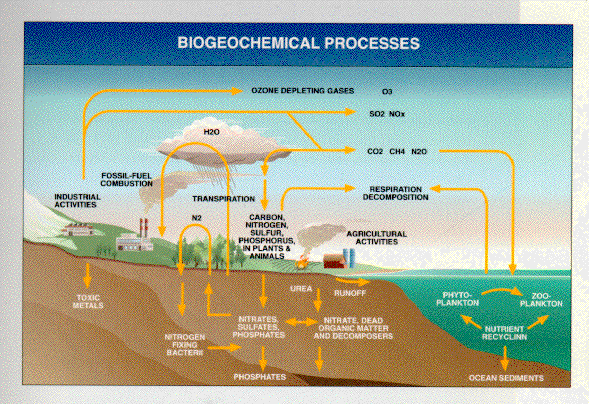 BIOGEOCHEMICAL PROCESSES
OZONE DEPLETING GASES O3
SO2 NOx
H2O
CO2 CH4 N2O
FOSSIL-FUEL
COMBUSTION
RESPIRATION
DECOMPOSITION
INDUSTRIAL
ACTIVITIES
TRANSPIRATION
N2
CARBON,
NITROGEN,
SULFUR,
PHOSPHORUS,
IN PLANTS &
ANIMALS
AGRICULTURAL
ACTIVITIES
TOXIC
METALS
UREA
RUNOFF
PHYTO-
PLANKTON
ZOO-
PLANKTON
NITRATES,
SULFATES,
PHOSPHATES
NITRATE, DEAD
ORGANIC MATTER
AND DECOMPOSERS
NUTRIENT
RECYCLINN
NITROGEN
FIXING
BACTERII
PHOSPHATES
OCEAN SEDIMENTS